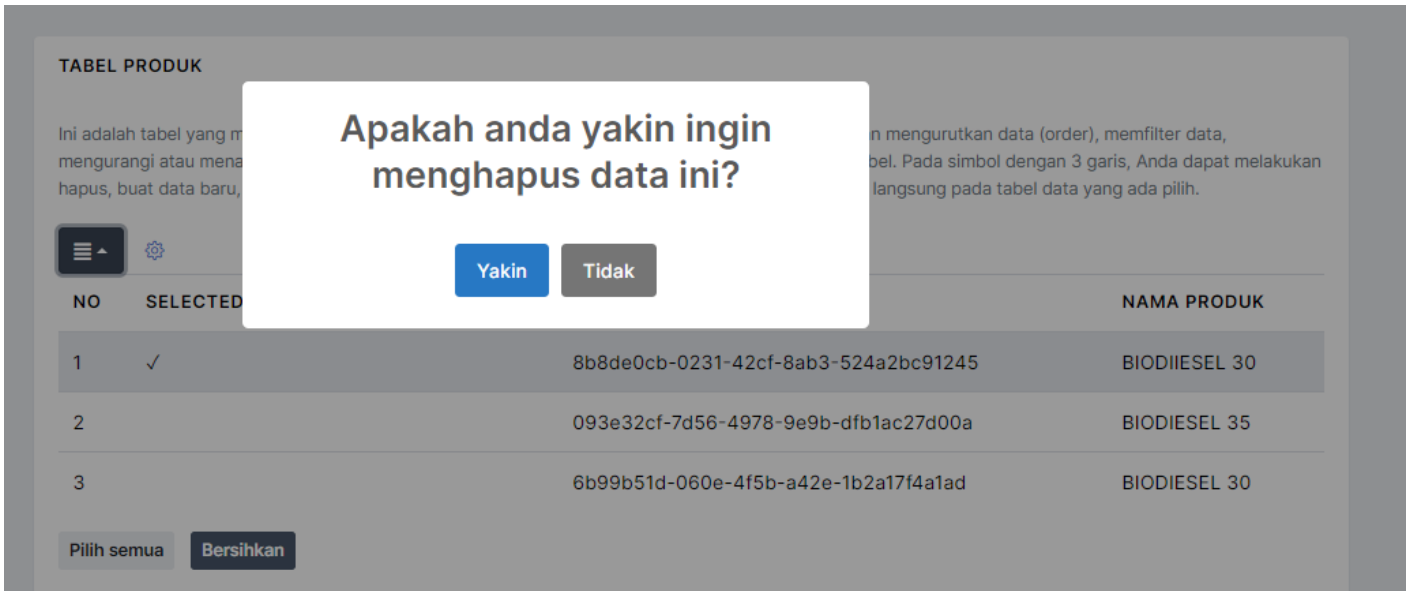 TABEL PRODUK
Apakah anda yakin ingin
menghapus data ini?
Ini adalah tabel yang
mengurutkan data (order), memfilter data,
mengurangi atau
Pada simbol dengan 3 garis, Anda dapat melakukan
hapus, buat data baru,
langsung pada tabel data yang ada pilih.
Yakin Tidak
NO SELECTED NAMA PRODUK
1 ✓ 8b8de0cb-0231-42cf-8ab3-524a2bc91245 BIODIIESEL 30
2 093e32cf-7d56-4978-9e9b-dfb1ac27d00a BIODIESEL 35
3 6b99b51d-060e-4f5b-a42e-1b2a17f4a1ad BIODIESEL 30
Pilih semua Bersihkan